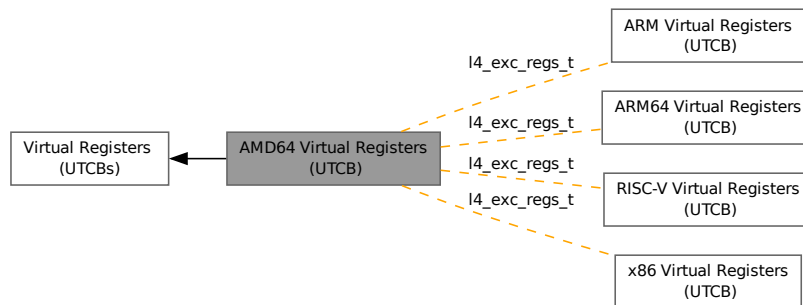 Virtual Registers
(UTCBs)
AMD64 Virtual Registers
(UTCB)
l4_exc_regs_t
l4_exc_regs_t
l4_exc_regs_t
l4_exc_regs_t
ARM Virtual Registers
(UTCB)
ARM64 Virtual Registers
(UTCB)
RISC-V Virtual Registers
(UTCB)
x86 Virtual Registers
(UTCB)